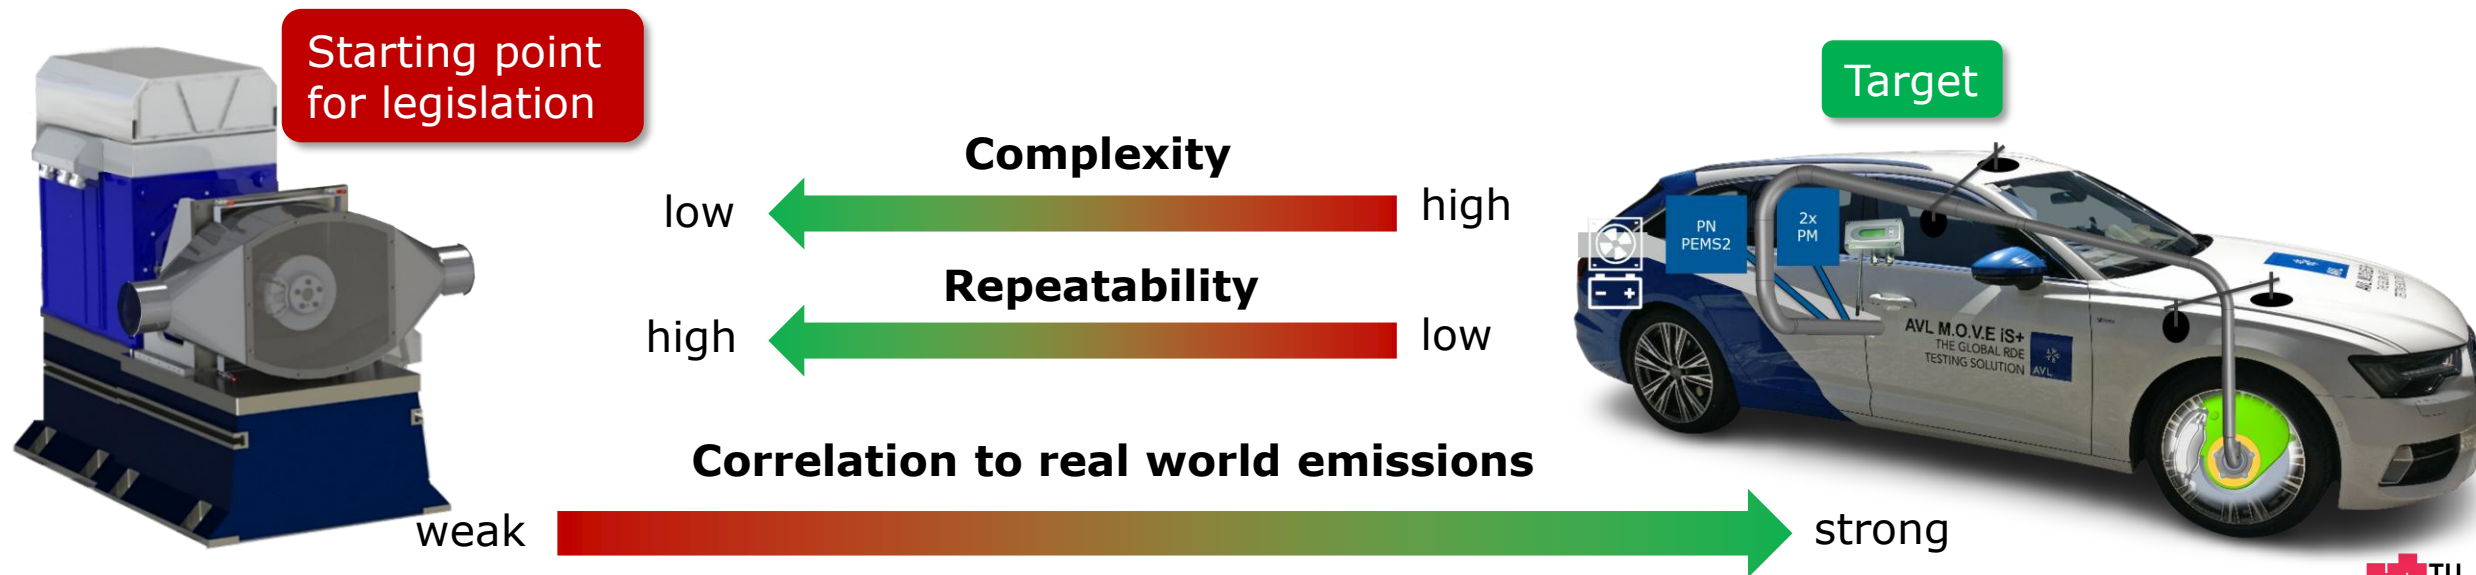 Starting point
for legislation
Target
Complexity
low
high
Repeatability
high
low
Correlation to real world emissions
weak
strong
PN
PEMS2
2x
PM
AVL M.O.V.E iS+
THE GLOBAL RDE
TESTING SOLUTION
AVL
TU